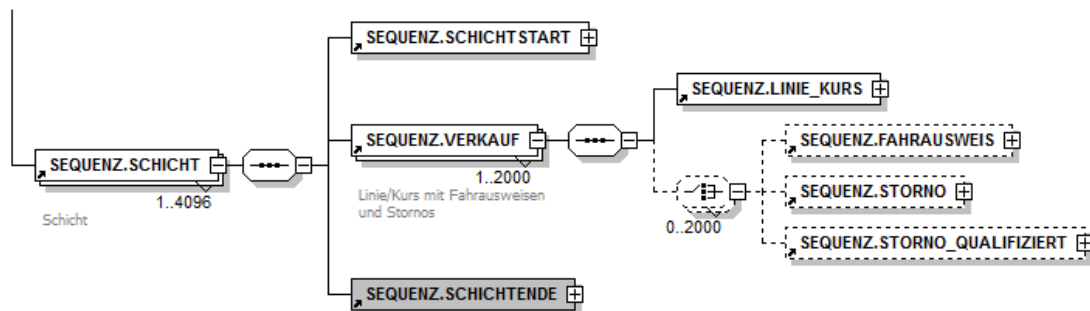 SEQUENZ.SCHICHTSTART
SEQUENZ.LINIE_KURS
SEQUENZ.SCHICHT
SEQUENZ.VERKAUF
SEQUENZ.FAHRAUSWEIS
1..4096
1..2000
Schicht
Linie/Kurs mit Fahrausweisen
und Stornos
SEQUENZ.STORNO
0..2000
SEQUENZ.STORNO_QUALIFIZIERT
SEQUENZ.SCHICHTENDE